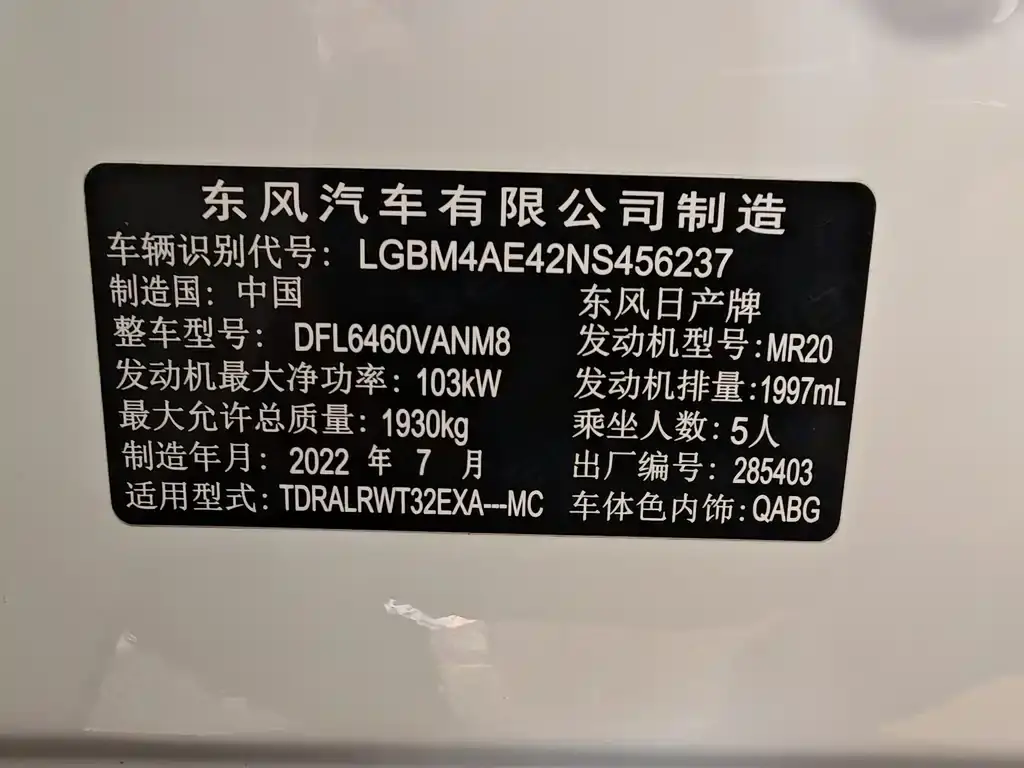 东风汽车有限公司制造
车辆识别代号: LGBM4AE42NS456237
制造国: 中国 东风日产牌
整车型号: DFL6460VANM8 发动机型号:MR20
发动机最大净功率: 103kW 发动机排量:1997mL
最大允许总质量: 1930kg 乘坐人数: 5人
制造年月: 2022 年 7 月 出厂编号: 285403
适用型式: TDRALRWT32EXA---MC 车体色内饰:QABG